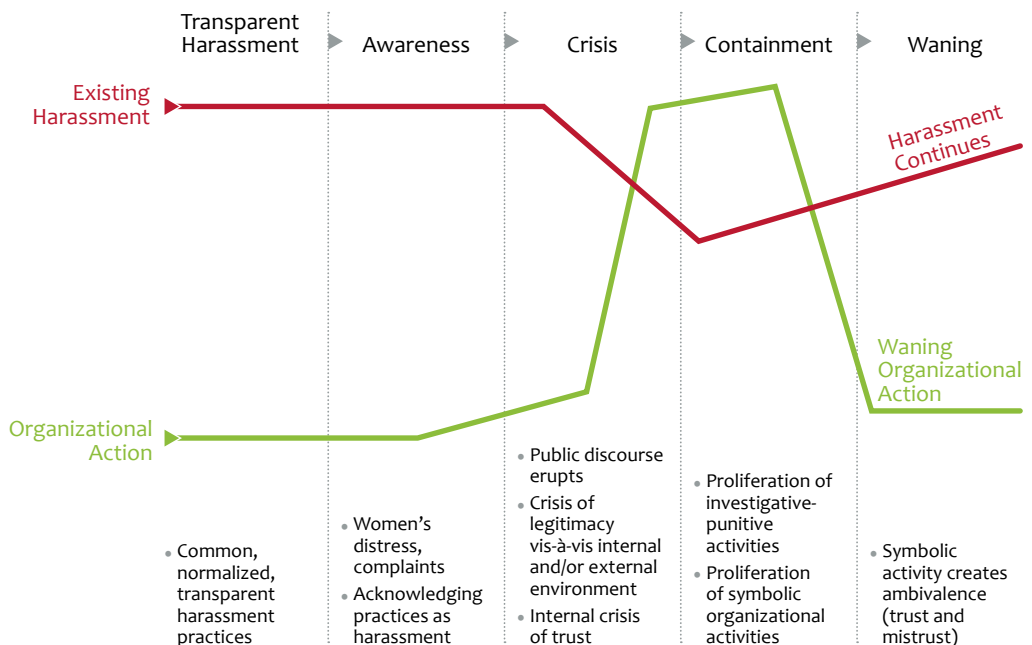 Transparent
Harassment
Awareness
Crisis
Containment
Waning
Existing
Harassment
Harassment
Continues
Waning
Organizational
Action
Organizational
Action
• Common,
normalized,
transparent
harassment
practices
• Women’s
distress,
complaints
• Acknowledging
practices as
harassment
• Public discourse
erupts
• Crisis of
legitimacy
vis-à-vis internal
and/or external
environment
• Internal crisis
of trust
• Proliferation of
investigative-
punitive
activities
• Proliferation
of symbolic
organizational
activities
• Symbolic
activity creates
ambivalence
(trust and
mistrust)